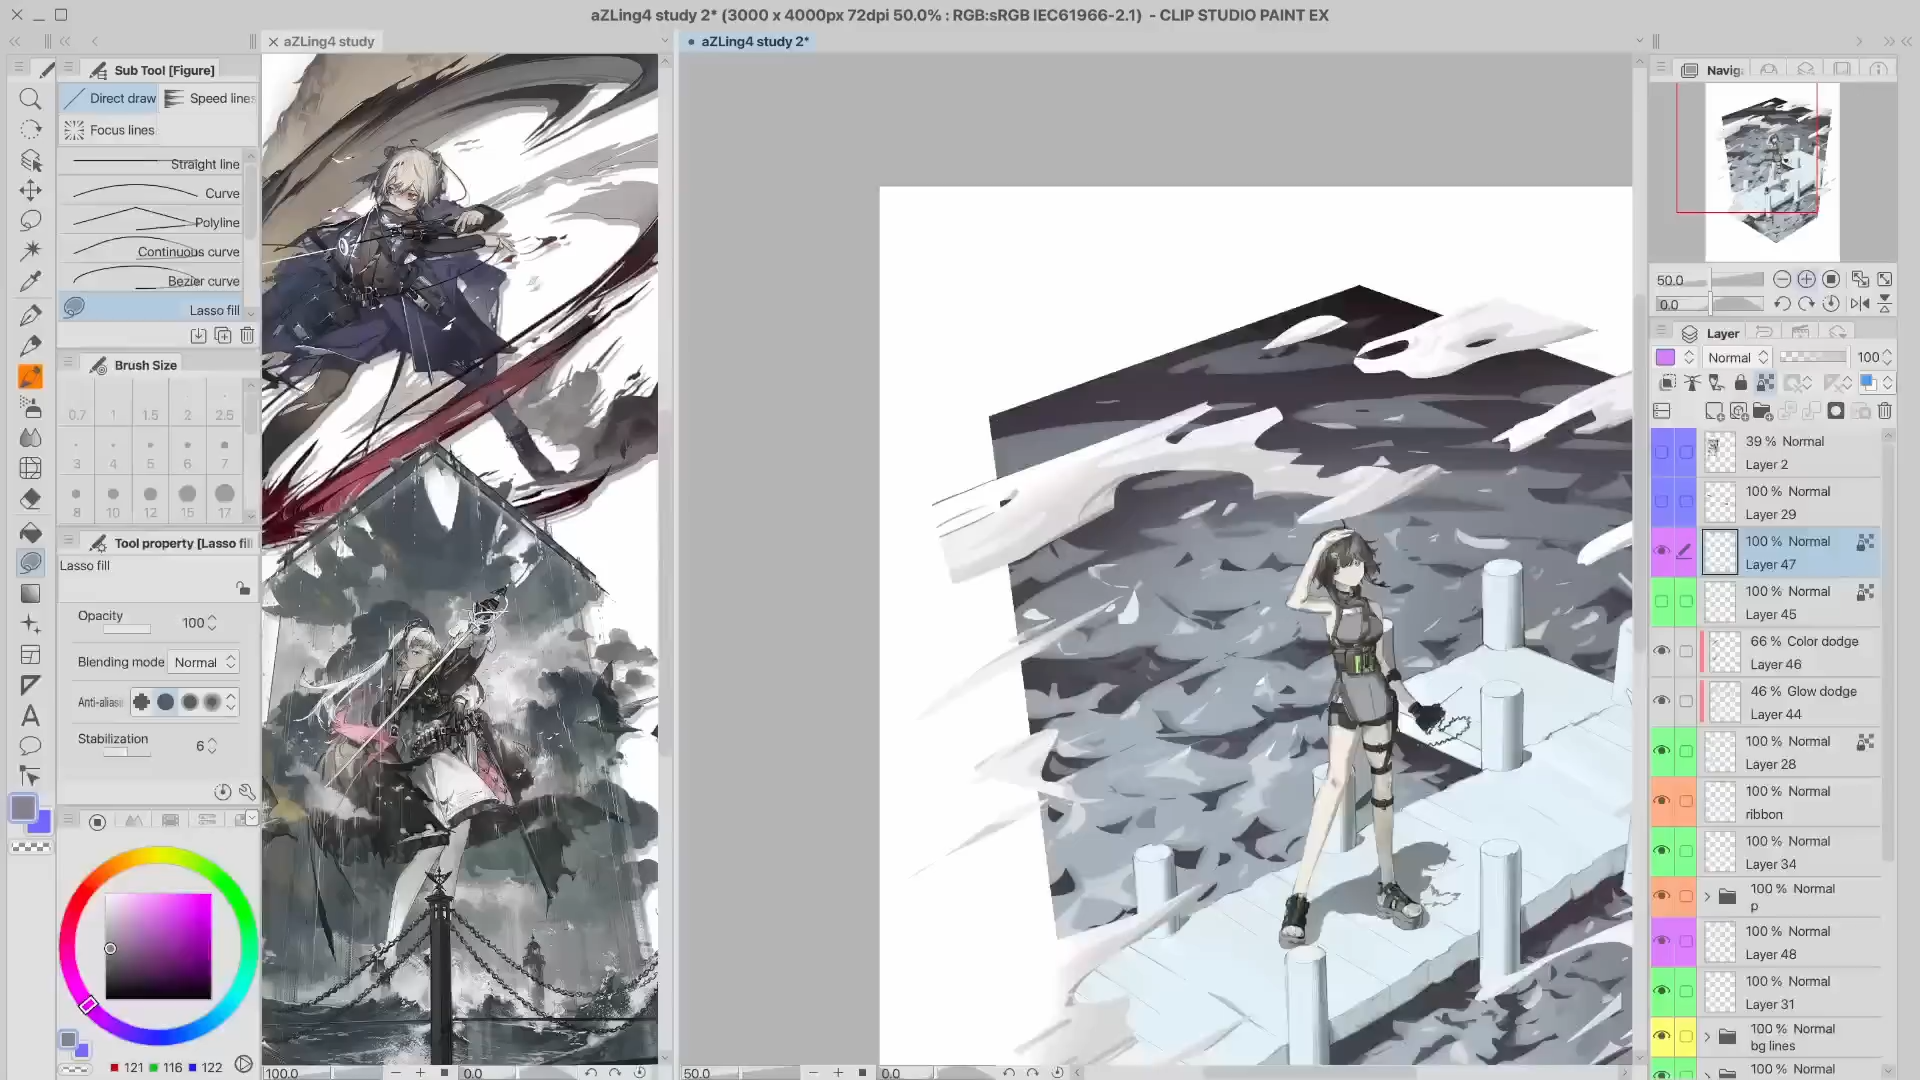 aZLing4 study 2* (3000 x 4000px 72dpi 50.0% : RGB:sRGB IEC61966-2.1) - CLIP STUDIO PAINT EX
aZLing4 study
aZLing4 study 2*
Sub Tool [Figure]
Direct draw
Speed lines
Focus lines
Straight line
Curve
Polyline
Continuous curve
Bezier curve
Lasso fill
Brush Size
0.7 1 1.5 2 2.5
3 4 5 6 7
8 10 12 15 17
Tool property [Lasso fil
Lasso fill
Opacity 100
Blending mode Normal
Anti-alias
Stabilization 6
121 116 122
100.0 0.0
50.0 0.0
Navig
50.0
0.0
Layer
Normal 100
39 % Normal
Layer 2
100 % Normal
Layer 29
100 % Normal
Layer 47
100 % Normal
Layer 45
66 % Color dodge
Layer 46
46 % Glow dodge
Layer 44
100 % Normal
Layer 28
100 % Normal
ribbon
100 % Normal
Layer 34
100 % Normal
p
100 % Normal
Layer 48
100 % Normal
Layer 31
100 % Normal
bg lines
100 % Normal